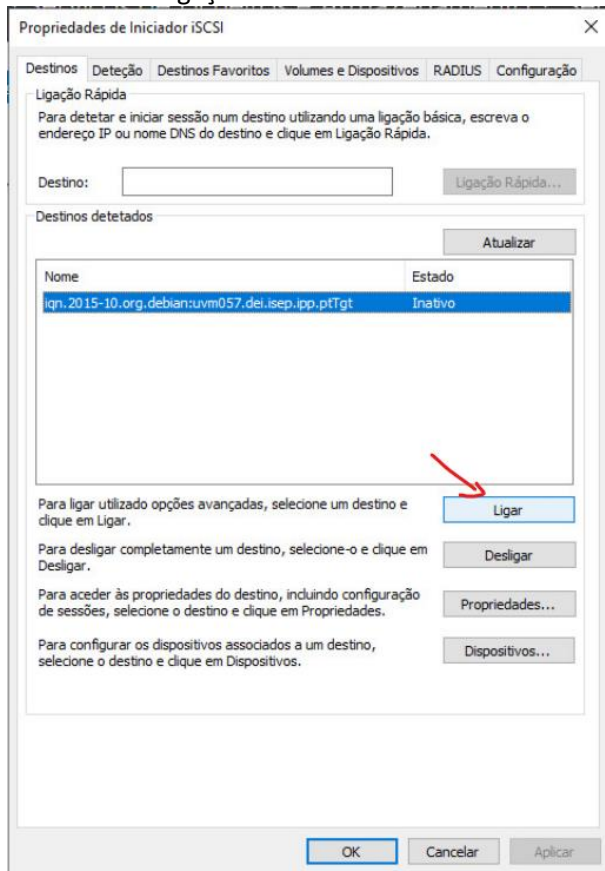 Propriedades de Iniciador iSCSI
Destinos Deteção Destinos Favoritos Volumes e Dispositivos RADIUS Configuração
Ligação Rápida
Para detetar e iniciar sessão num destino utilizando uma ligação básica, escreva o
endereço IP ou nome DNS do destino e clique em Ligação Rápida.
Destino:
Ligação Rápida...
Destinos detetados
Atualizar
Nome Estado
iqn.2015-10.org.debian:uvm057.dei.isep.ipp.ptTgt Inativo
Para ligar utilizado opções avançadas, selecione um destino e
clique em Ligar.
Ligar
Para desligar completamente um destino, selecione-o e clique em
Desligar.
Desligar
Para aceder às propriedades do destino, incluindo configuração
de sessões, selecione o destino e clique em Propriedades.
Propriedades...
Para configurar os dispositivos associados a um destino,
selecione o destino e clique em Dispositivos.
Dispositivos...
OK Cancelar Aplicar